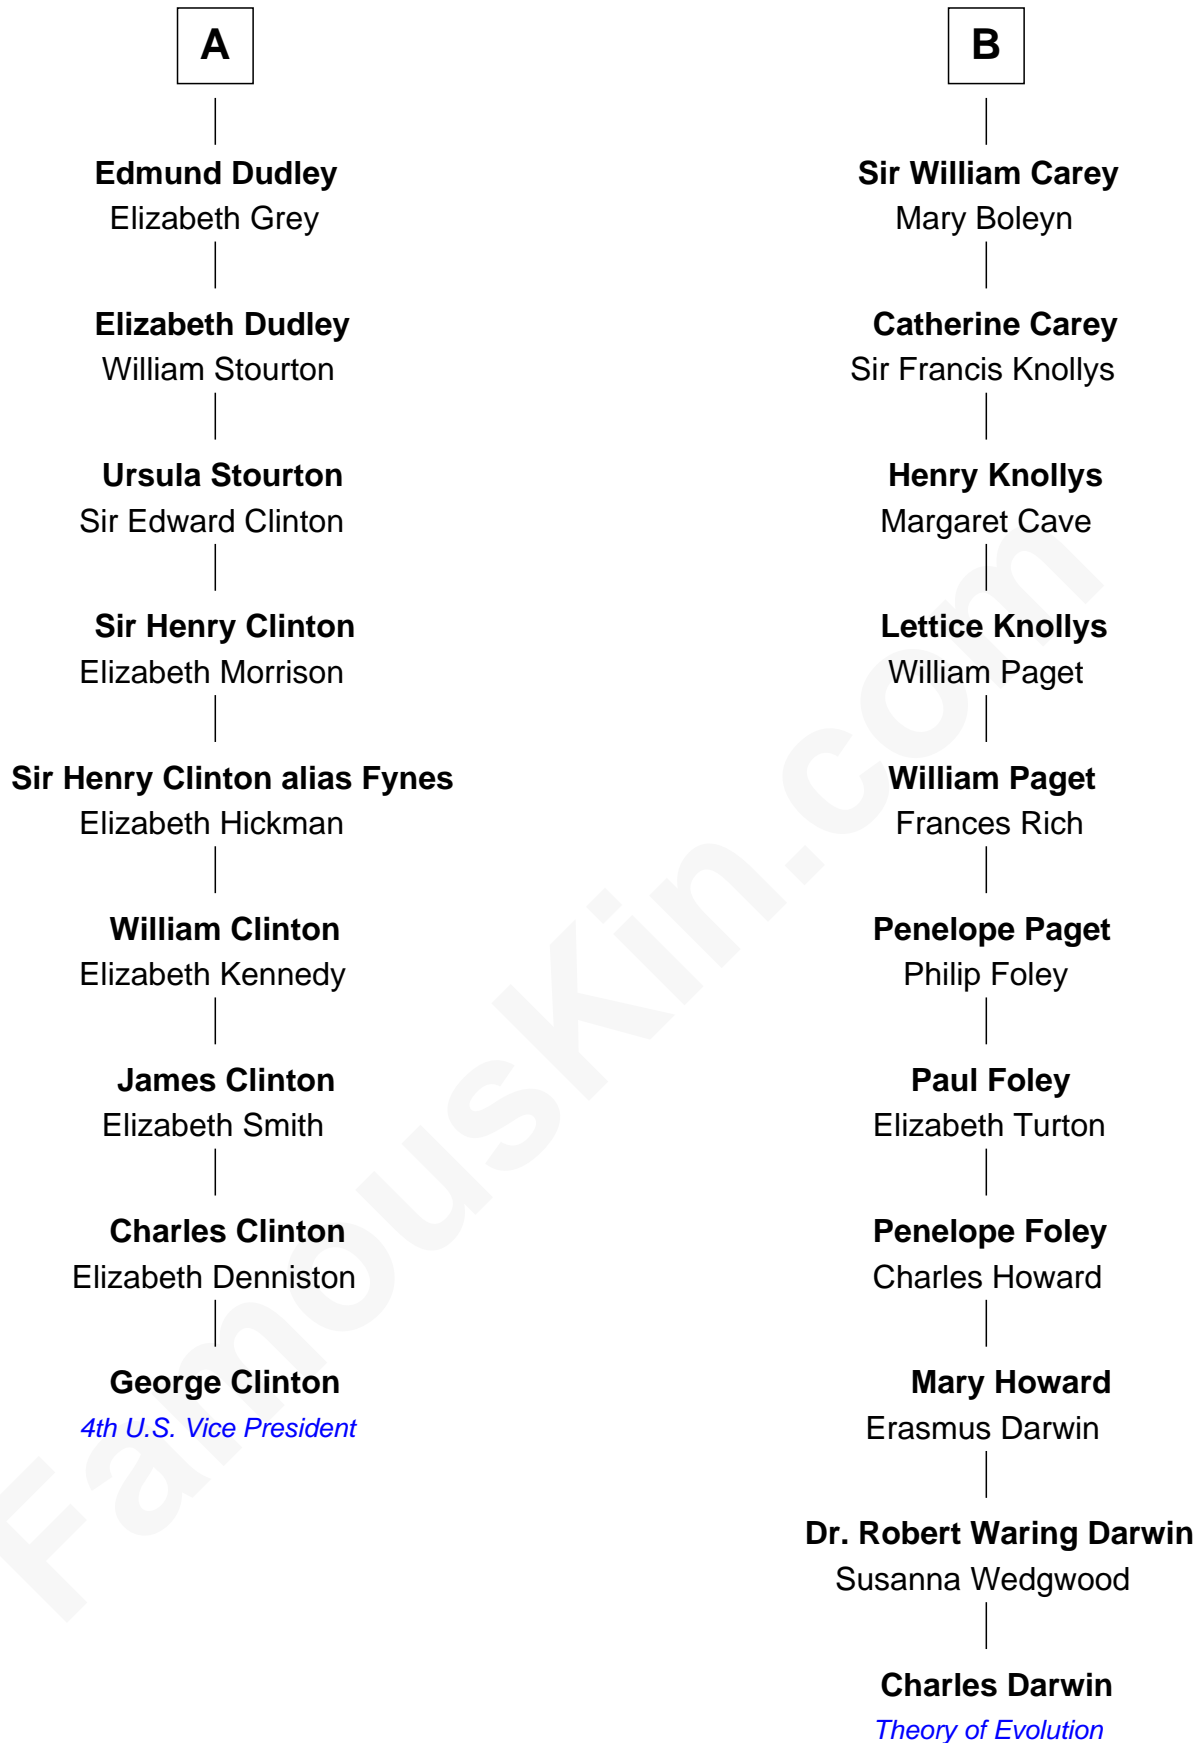 A
Edmund Dudley
Elizabeth Grey
Elizabeth Dudley
William Stourton
Ursula Stourton
Sir Edward Clinton
Sir Henry Clinton
Elizabeth Morrison
Sir Henry Clinton alias Fynes
Elizabeth Hickman
William Clinton
Elizabeth Kennedy
James Clinton
Elizabeth Smith
Charles Clinton
Elizabeth Denniston
George Clinton
4th U.S. Vice President
B
Sir William Carey
Mary Boleyn
Catherine Carey
Sir Francis Knollys
Henry Knollys
Margaret Cave
Lettice Knollys
William Paget
William Paget
Frances Rich
Penelope Paget
Philip Foley
Paul Foley
Elizabeth Turton
Penelope Foley
Charles Howard
Mary Howard
Erasmus Darwin
Dr. Robert Waring Darwin
Susanna Wedgwood
Charles Darwin
Theory of Evolution
FamousKin.com